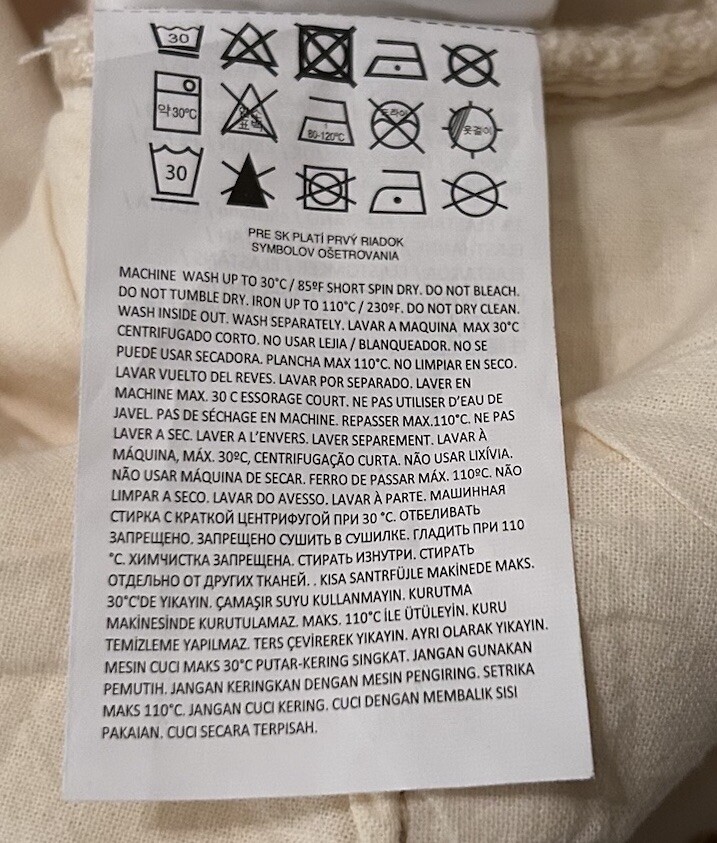 30
약 30℃ 염소 표백 80-120℃ 드라이 옷걸이
30
PRE SK PLATÍ PRVÝ RIADOK
SYMBOLOV OŠETROVANIA
MACHINE WASH UP TO 30°C / 85ºF SHORT SPIN DRY. DO NOT BLEACH.
DO NOT TUMBLE DRY. IRON UP TO 110°C / 230ºF. DO NOT DRY CLEAN.
WASH INSIDE OUT. WASH SEPARATELY. LAVAR A MAQUINA MAX 30°C
CENTRIFUGADO CORTO. NO USAR LEJIA / BLANQUEADOR. NO SE
PUEDE USAR SECADORA. PLANCHA MAX 110°C. NO LIMPIAR EN SECO.
LAVAR VUELTO DEL REVES. LAVAR POR SEPARADO. LAVER EN
MACHINE MAX. 30 C ESSORAGE COURT. NE PAS UTILISER D'EAU DE
JAVEL. PAS DE SÉCHAGE EN MACHINE. REPASSER MAX.110°C. NE PAS
LAVER A SEC. LAVER A L'ENVERS. LAVER SEPAREMENT. LAVAR À
MÁQUINA, MÁX. 30ºC, CENTRIFUGAÇÃO CURTA. NÃO USAR LIXÍVIA.
NÃO USAR MÁQUINA DE SECAR. FERRO DE PASSAR MÁX. 110ºC. NÃO
LIMPAR A SECO. LAVAR DO AVESSO. LAVAR À PARTE. МАШИННАЯ
СТИРКА С КРАТКОЙ ЦЕНТРИФУГОЙ ПРИ 30 °C. ОТБЕЛИВАТЬ
ЗАПРЕЩЕНО. ЗАПРЕЩЕНО СУШИТЬ В СУШИЛКЕ. ГЛАДИТЬ ПРИ 110
°C. ХИМЧИСТКА ЗАПРЕЩЕНА. СТИРАТЬ ИЗНУТРИ. СТИРАТЬ
ОТДЕЛЬНО ОТ ДРУГИХ ТКАНЕЙ. . KISA SANTRFÜJLE MAKİNEDE MAKS.
30°C'DE YIKAYIN. ÇAMAŞIR SUYU KULLANMAYIN. KURUTMA
MAKİNESİNDE KURUTULAMAZ. MAKS. 110°C İLE ÜTÜLEYİN. KURU
TEMİZLEME YAPILMAZ. TERS ÇEVİREREK YIKAYIN. AYRI OLARAK YIKAYIN.
MESIN CUCI MAKS 30°C PUTAR-KERING SINGKAT. JANGAN GUNAKAN
PEMUTIH. JANGAN KERINGKAN DENGAN MESIN PENGIRING. SETRIKA
MAKS 110°C. JANGAN CUCI KERING. CUCI DENGAN MEMBALIK SISI
PAKAIAN. CUCI SECARA TERPISAH.